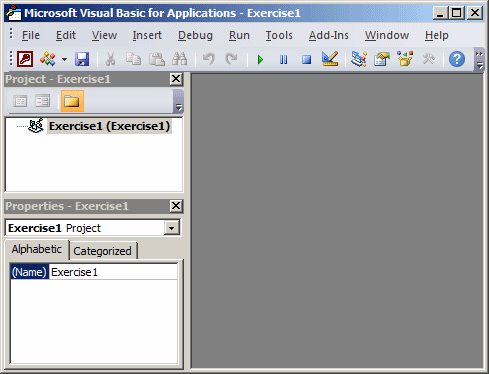 Microsoft Visual Basic for Applications - Exercise1
File Edit View Insert Debug Run Tools Add-Ins Window Help
Project - Exercise1
Exercise1 (Exercise1)
Properties - Exercise1
Exercise1 Project
Alphabetic Categorized
(Name) Exercise1